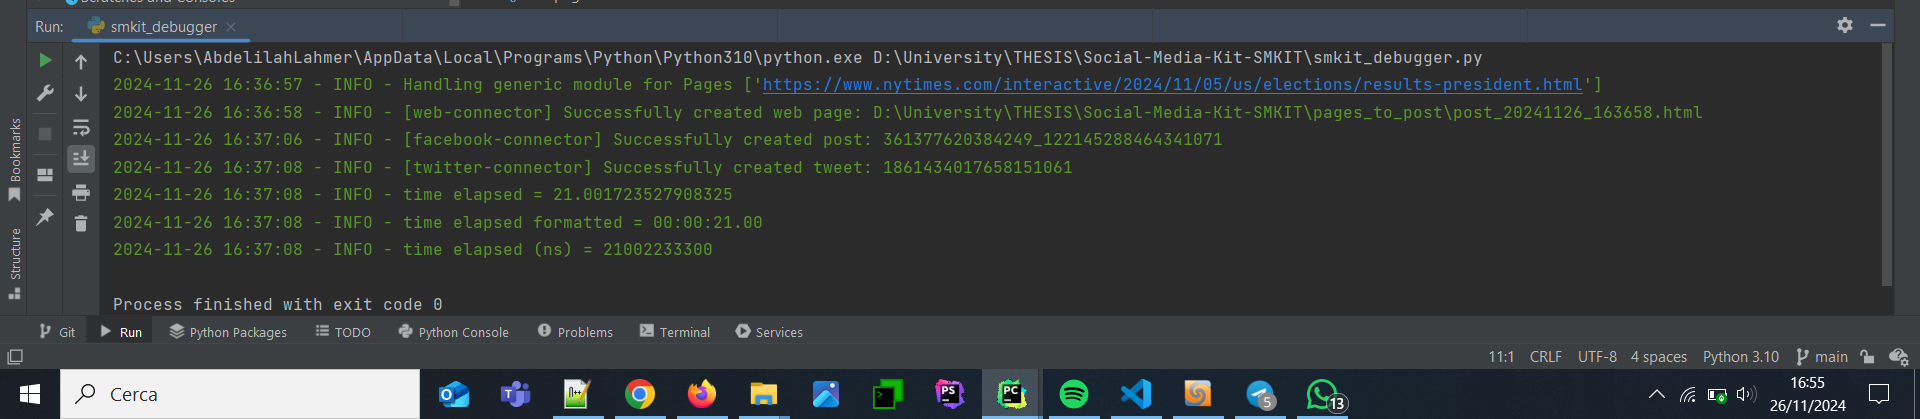 Run: smkit_debugger
C:\Users\AbdelilahLahmer\AppData\Local\Programs\Python\Python310\python.exe D:\University\THESIS\Social-Media-Kit-SMKIT\smkit_debugger.py
2024-11-26 16:36:57 - INFO - Handling generic module for Pages ['https://www.nytimes.com/interactive/2024/11/05/us/elections/results-president.html']
2024-11-26 16:36:58 - INFO - [web-connector] Successfully created web page: D:\University\THESIS\Social-Media-Kit-SMKIT\pages_to_post\post_20241126_163658.html
2024-11-26 16:37:06 - INFO - [facebook-connector] Successfully created post: 361377620384249_122145288464341071
2024-11-26 16:37:08 - INFO - [twitter-connector] Successfully created tweet: 1861434017658151061
2024-11-26 16:37:08 - INFO - time elapsed = 21.001723527908325
2024-11-26 16:37:08 - INFO - time elapsed formatted = 00:00:21.00
2024-11-26 16:37:08 - INFO - time elapsed (ns) = 21002233300
Process finished with exit code 0
Bookmarks
Structure
Git Run Python Packages TODO Python Console Problems Terminal Services
11:1 CRLF UTF-8 4 spaces Python 3.10 main
Cerca
PS
PC
5
13
16:55
26/11/2024